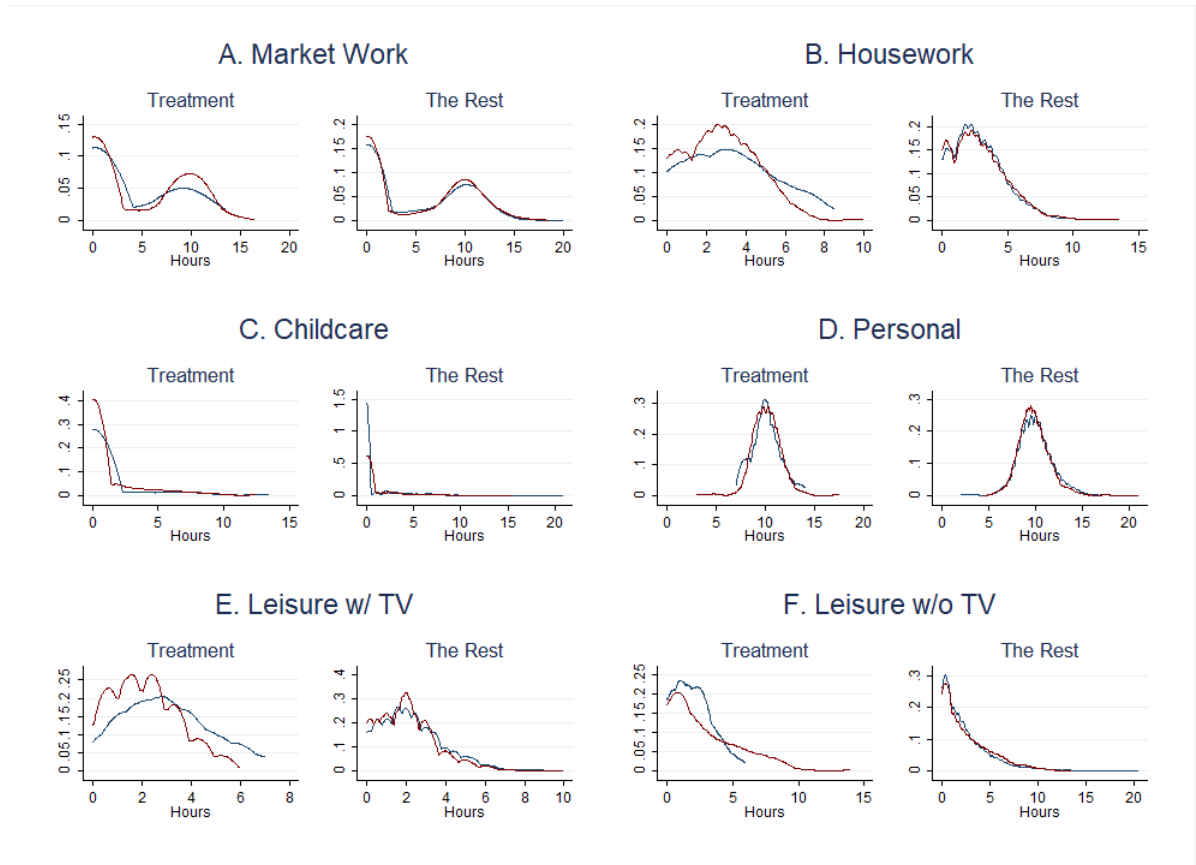 A. Market Work
B. Housework
Treatment
The Rest
Treatment
The Rest
0 .05 .1 .15
0 5 10 15 20
Hours
0 .05 .1 .15
0 5 10 15 20
Hours
0 .05 .1 .15 .2
0 2 4 6 8 10
Hours
0 .05 .1 .15 .2
0 5 10 15
Hours
C. Childcare
D. Personal
Treatment
The Rest
Treatment
The Rest
0 .1 .2 .3 .4
0 5 10 15
Hours
0 .5 1 1.5
0 5 10 15 20
Hours
0 .1 .2 .3
0 5 10 15 20
Hours
0 .1 .2 .3
0 5 10 15 20
Hours
E. Leisure w/ TV
F. Leisure w/o TV
Treatment
The Rest
Treatment
The Rest
0 .05 .1 .15 .2 .25
0 2 4 6 8
Hours
0 .1 .2 .3 .4
0 2 4 6 8 10
Hours
0 .05 .1 .15 .2 .25
0 5 10 15
Hours
0 .1 .2 .3
0 5 10 15 20
Hours